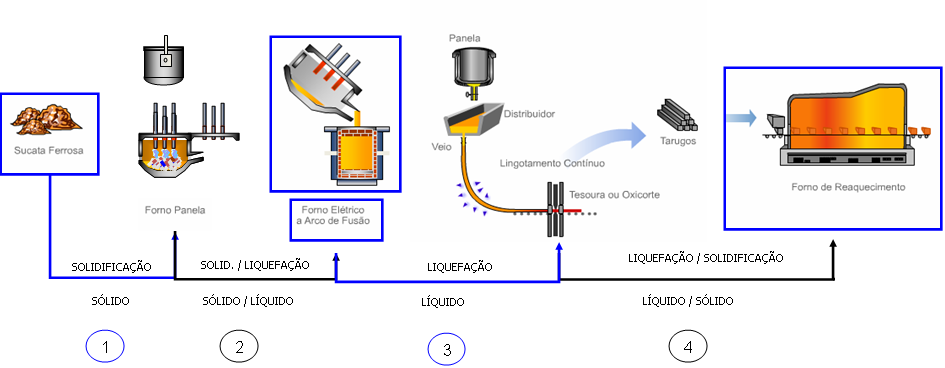 Panela
Distribuidor
Sucata Ferrosa
Veio
Lingotamento Contínuo
Tarugos
Tesoura ou Oxicorte
Forno de Reaquecimento
Forno Panela
Forno Elétrico
a Arco de Fusão
SOLIDIFICAÇÃO
SOLID. / LIQUEFAÇÃO
LIQUEFAÇÃO
LIQUEFAÇÃO / SOLIDIFICAÇÃO
SÓLIDO
SÓLIDO / LÍQUIDO
LÍQUIDO
LÍQUIDO / SÓLIDO
1
2
3
4